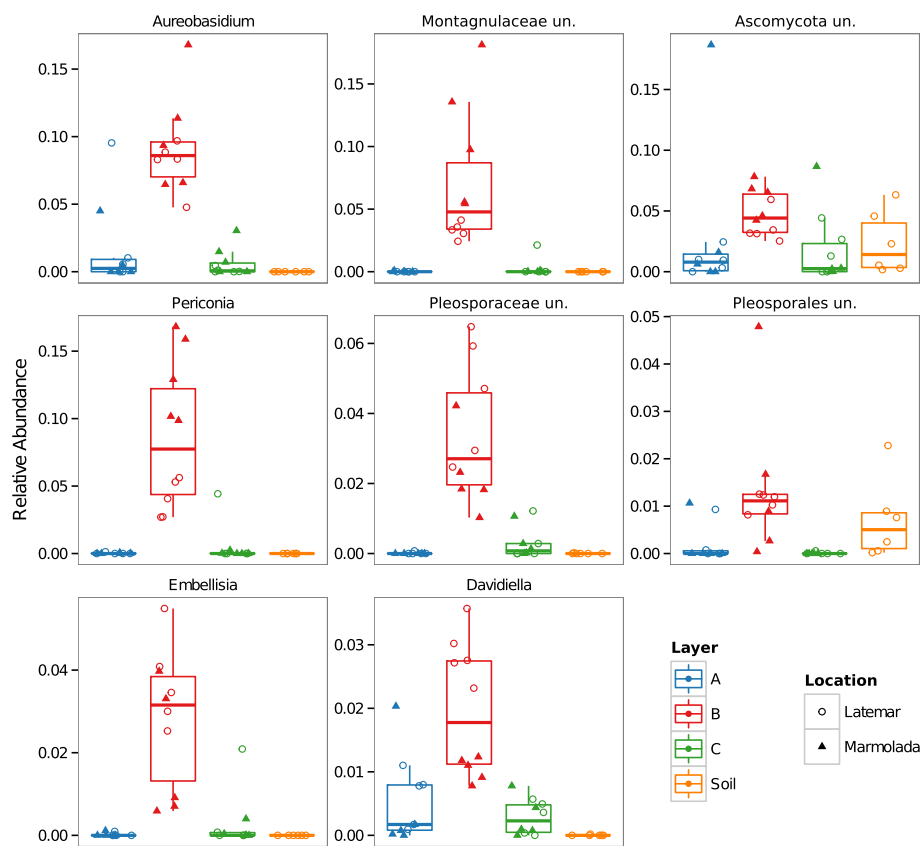 Aureobasidium Montagnulaceae un. Ascomycota un.
0.15
0.10
0.05
0.00
0.15
0.10
0.05
0.00
0.15
0.10
0.05
0.00
Periconia Pleosporaceae un. Pleosporales un.
Relative Abundance
0.15
0.10
0.05
0.00
0.06
0.04
0.02
0.00
0.05
0.04
0.03
0.02
0.01
0.00
Embellisia Davidiella
0.04
0.02
0.00
0.03
0.02
0.01
0.00
Layer
A
B
C
Soil
Location
Latemar
Marmolada